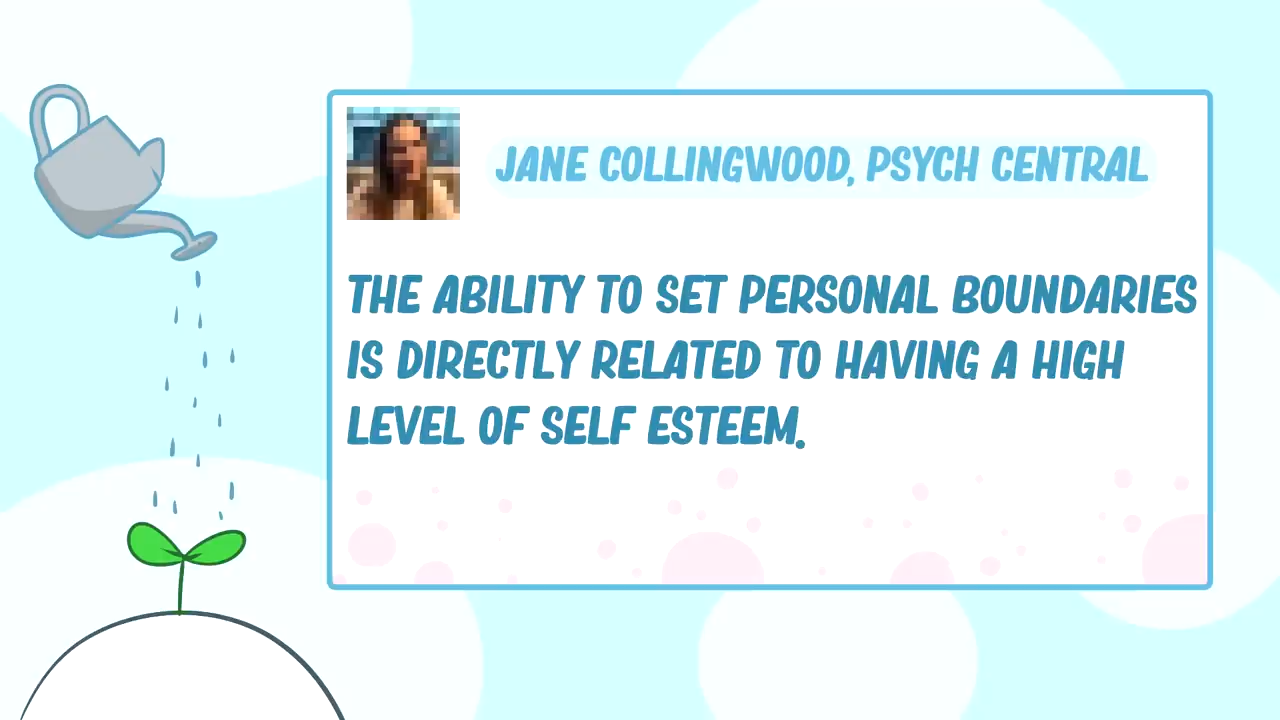 JANE COLLINGWOOD, PSYCH CENTRAL
THE ABILITY TO SET PERSONAL BOUNDARIES
IS DIRECTLY RELATED TO HAVING A HIGH
LEVEL OF SELF ESTEEM.